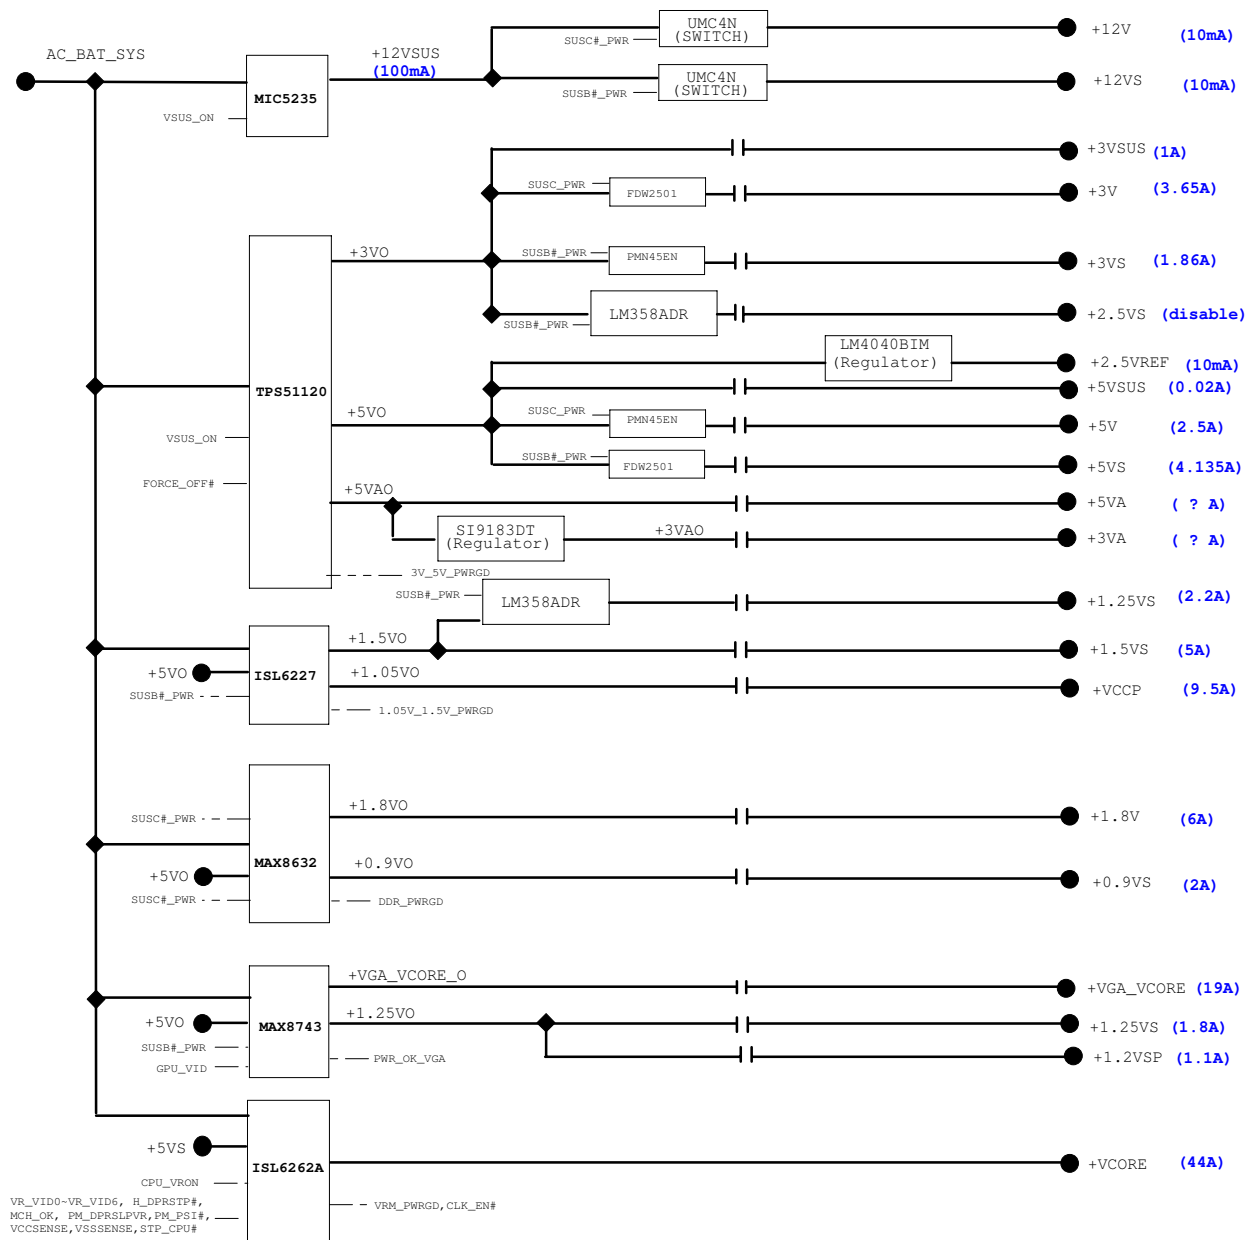 AC_BAT_SYS
+12VSUS
(100mA)
MIC5235
VSUS_ON
SUSC#_PWR
UMC4N
(SWITCH)
+12V (10mA)
SUSB#_PWR
UMC4N
(SWITCH)
+12VS (10mA)
+3VSUS (1A)
SUSC_PWR
FDW2501
+3V (3.65A)
+3VO
SUSB#_PWR
PMN45EN
+3VS (1.86A)
SUSB#_PWR
LM358ADR
+2.5VS (disable)
LM4040BIM
(Regulator)
+2.5VREF (10mA)
TPS51120
+5VSUS (0.02A)
+5VO
SUSC_PWR
PMN45EN
+5V (2.5A)
VSUS_ON
SUSB#_PWR
FDW2501
+5VS (4.135A)
FORCE_OFF#
+5VAO
+5VA ( ? A)
SI9183DT
(Regulator)
+3VAO
+3VA ( ? A)
3V_5V_PWRGD
SUSB#_PWR
LM358ADR
+1.25VS (2.2A)
+1.5VO
+1.5VS (5A)
+5VO
ISL6227
+1.05VO
SUSB#_PWR
+VCCP (9.5A)
1.05V_1.5V_PWRGD
SUSC#_PWR
+1.8VO
+1.8V (6A)
MAX8632
+5VO
+0.9VO
+0.9VS (2A)
SUSC#_PWR
DDR_PWRGD
+VGA_VCORE_O
+VGA_VCORE (19A)
+5VO
MAX8743
+1.25VO
+1.25VS (1.8A)
SUSB#_PWR
GPU_VID
PWR_OK_VGA
+1.2VSP (1.1A)
+5VS
ISL6262A
+VCORE (44A)
CPU_VRON
VR_VID0~VR_VID6, H_DPRSTP#,
MCH_OK, PM_DPRSLPVR,PM_PSI#,
VCCSENSE,VSSSENSE,STP_CPU#
VRM_PWRGD,CLK_EN#